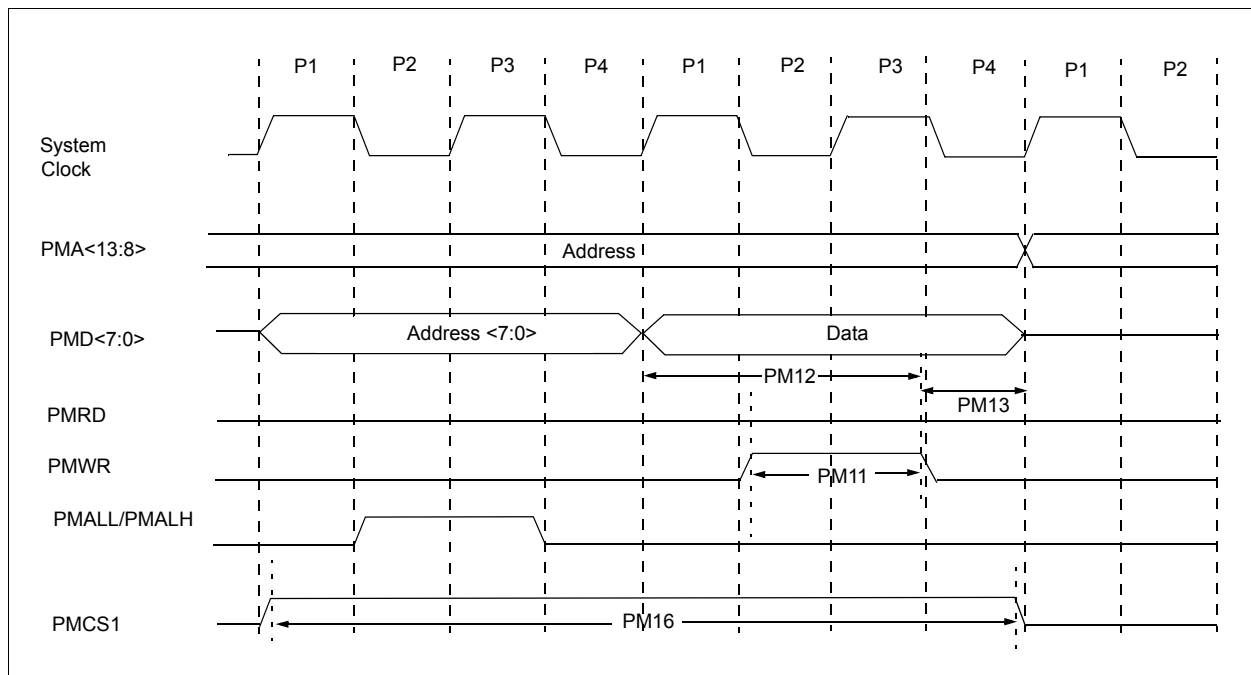 P1 P2 P3 P4 P1 P2 P3 P4 P1 P2
System
Clock
PMA<13:8>
Address
PMD<7:0>
Address <7:0>
Data
PM12
PM13
PMRD
PMWR
PM11
PMALL/PMALH
PMCS1
PM16